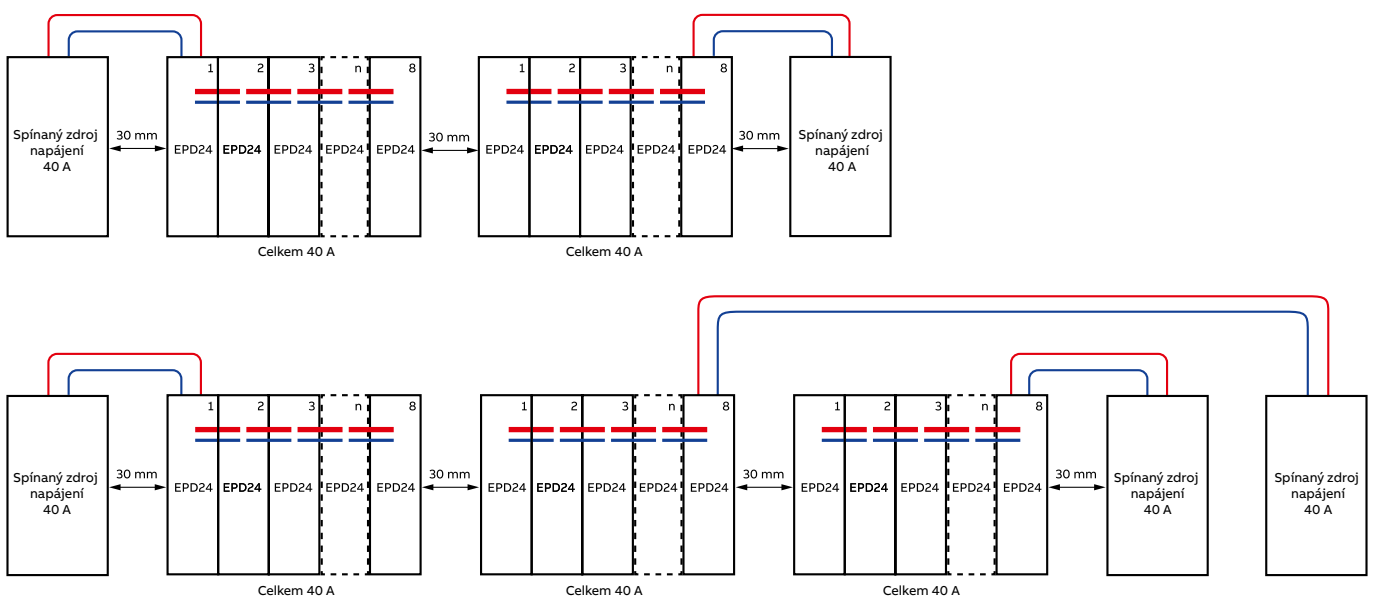 1 2 3 n 8
1 2 3 n 8
Spínaný zdroj
napájení
40 A
30 mm
EPD24 EPD24 EPD24 EPD24 EPD24
30 mm
EPD24 EPD24 EPD24 EPD24 EPD24
30 mm
Spínaný zdroj
napájení
40 A
Celkem 40 A
Celkem 40 A
1 2 3 n 8
1 2 3 n 8
1 2 3 n 8
Spínaný zdroj
napájení
40 A
30 mm
EPD24 EPD24 EPD24 EPD24 EPD24
30 mm
EPD24 EPD24 EPD24 EPD24 EPD24
30 mm
EPD24 EPD24 EPD24 EPD24 EPD24
30 mm
Spínaný zdroj
napájení
40 A
Spínaný zdroj
napájení
40 A
Celkem 40 A
Celkem 40 A
Celkem 40 A